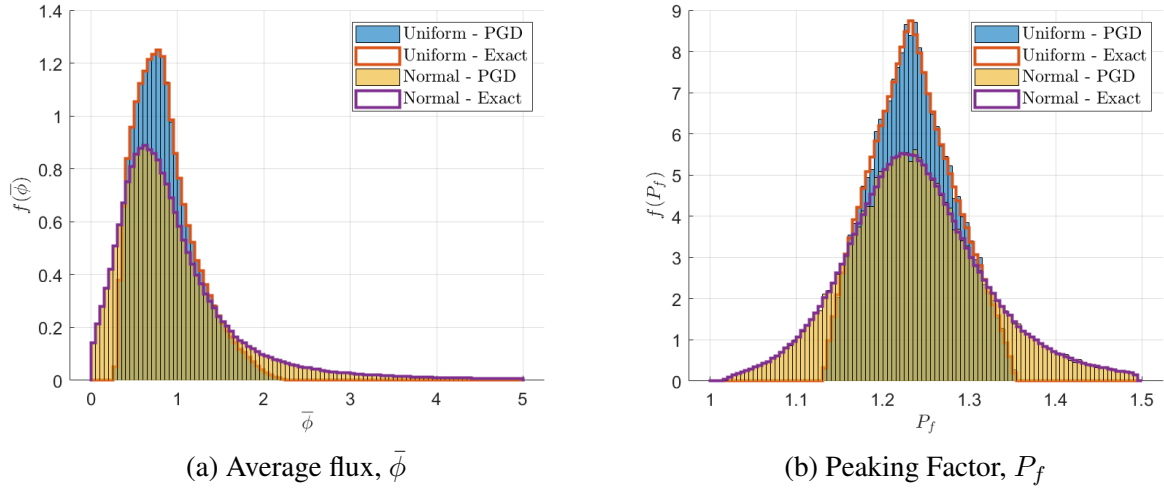 Uniform - PGD
Uniform - Exact
Normal - PGD
Normal - Exact
1.4
1.2
1
0.8
0.6
0.4
0.2
0
f(ϕ̅)
0 1 2 3 4 5
ϕ̅
(a) Average flux, ϕ̄
Uniform - PGD
Uniform - Exact
Normal - PGD
Normal - Exact
9
8
7
6
5
4
3
2
1
0
f(P_f)
1 1.1 1.2 1.3 1.4 1.5
P_f
(b) Peaking Factor, P_f